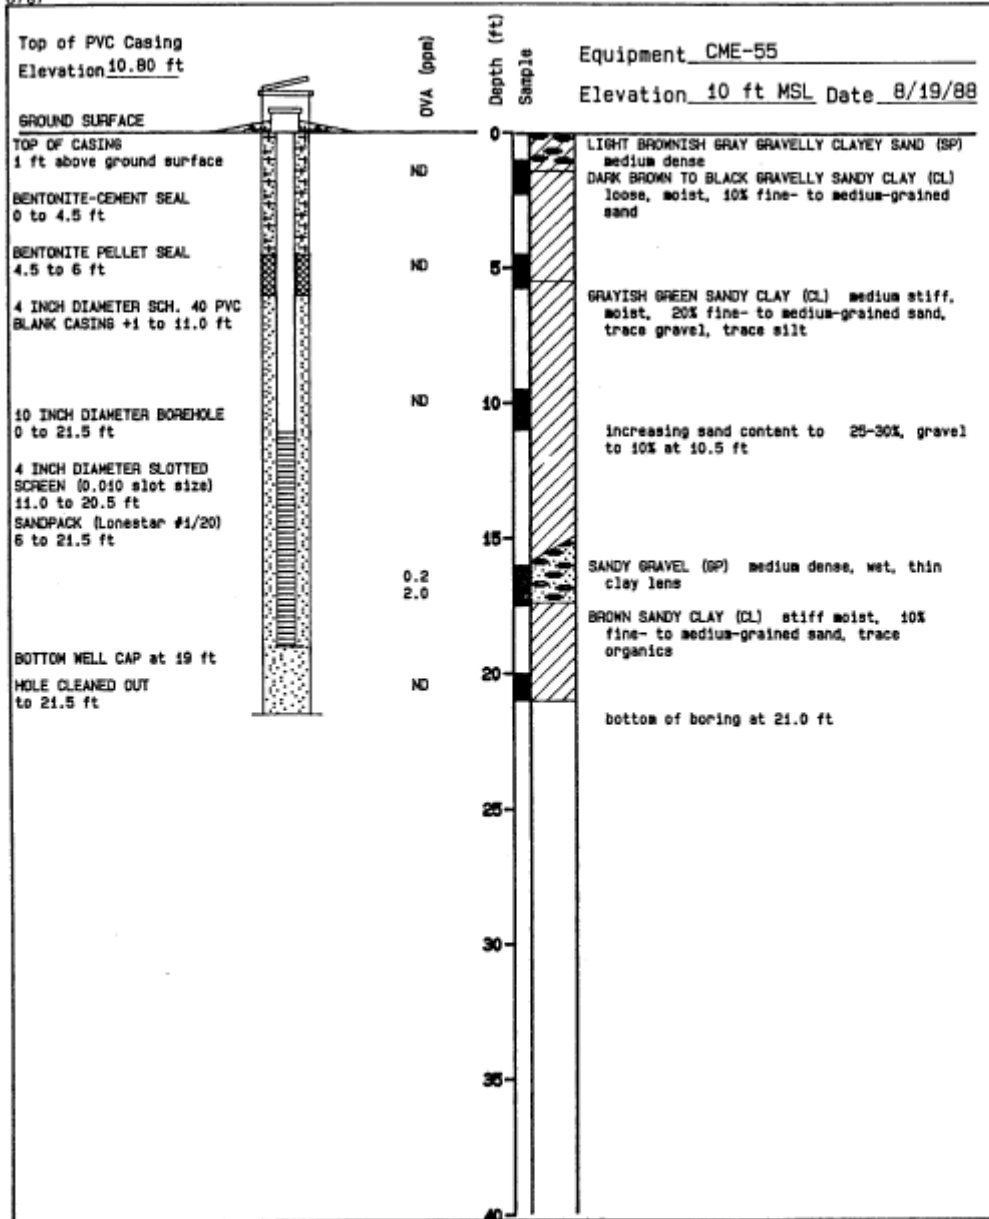 Top of PVC Casing
Elevation 10.80 ft
GROUND SURFACE
TOP OF CASING
1 ft above ground surface
BENTONITE-CEMENT SEAL
0 to 4.5 ft
BENTONITE PELLET SEAL
4.5 to 6 ft
4 INCH DIAMETER SCH. 40 PVC
BLANK CASING +1 to 11.0 ft
10 INCH DIAMETER BOREHOLE
0 to 21.5 ft
4 INCH DIAMETER SLOTTED
SCREEN (0.010 slot size)
11.0 to 20.5 ft
SANDPACK (Lonestar #1/20)
6 to 21.5 ft
BOTTOM WELL CAP at 19 ft
HOLE CLEANED OUT
to 21.5 ft
OVA (ppm)
ND
ND
ND
0.2
2.0
ND
Depth (ft)
Sample
0
5
10
15
20
25
30
35
40
Equipment CME-55
Elevation 10 ft MSL Date 8/19/88
LIGHT BROWNISH GRAY GRAVELLY CLAYEY SAND (SP)
medium dense
DARK BROWN TO BLACK GRAVELLY SANDY CLAY (CL)
loose, moist, 10% fine- to medium-grained
sand
GRAYISH GREEN SANDY CLAY (CL) medium stiff,
moist, 20% fine- to medium-grained sand,
trace gravel, trace silt
increasing sand content to 25-30%, gravel
to 10% at 10.5 ft
SANDY GRAVEL (GP) medium dense, wet, thin
clay lens
BROWN SANDY CLAY (CL) stiff moist, 10%
fine- to medium-grained sand, trace
organics
bottom of boring at 21.0 ft